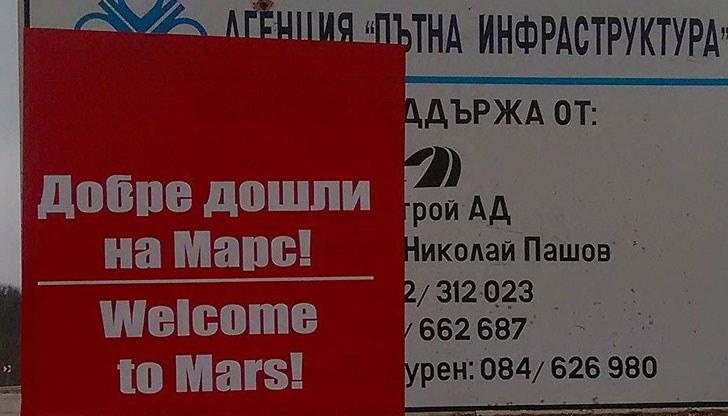 АГЕНЦИЯ "ПЪТНА ИНФРАСТРУКТУРА"
ДДЪРЖА ОТ:
трой АД
Николай Пашов
2/ 312 023
/ 662 687
урен: 084/ 626 980
Добре дошли
на Марс!
Welcome
to Mars!